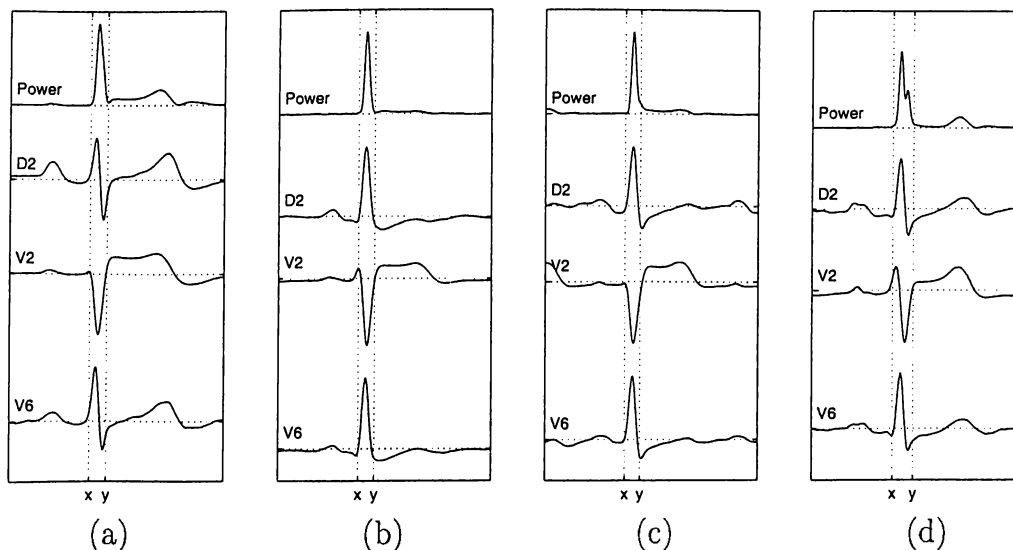 Power
D2
V2
V6
x y
(a)
Power
D2
V2
V6
x y
(b)
Power
D2
V2
V6
x y
(c)
Power
D2
V2
V6
x y
(d)